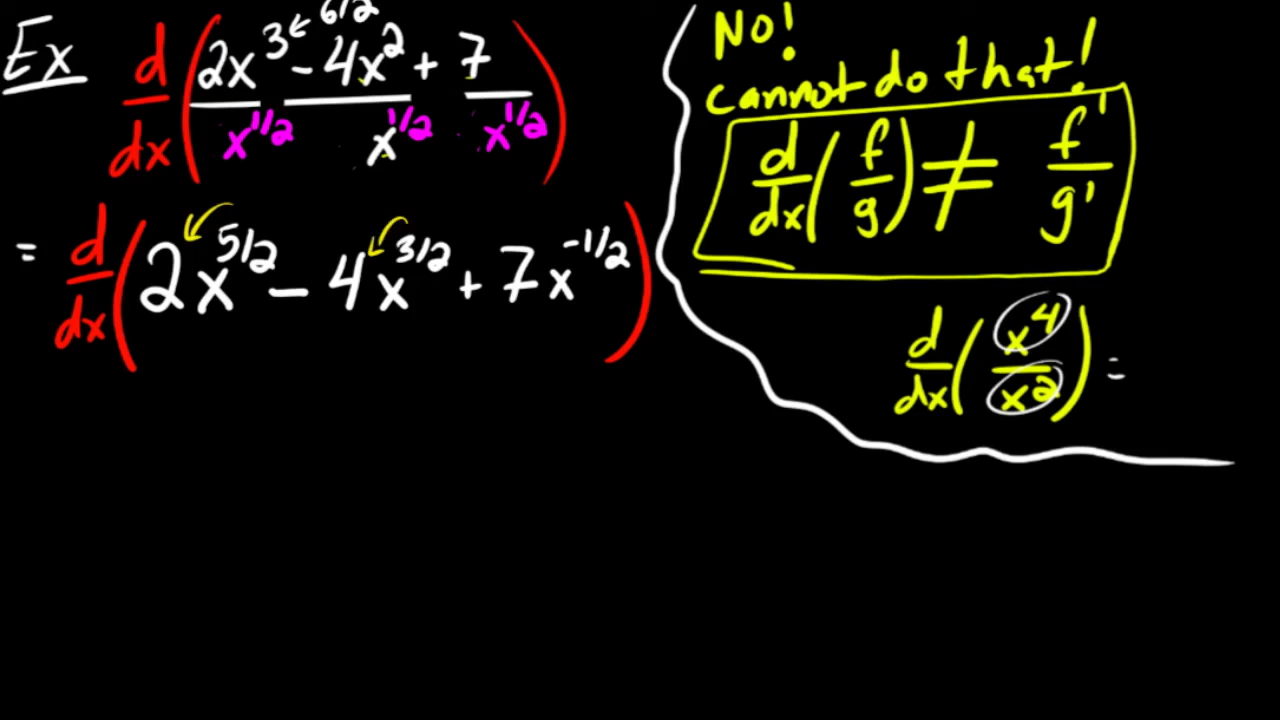 Ex d/dx ( 2x^3 ← 6/2 / x^{1/2} - 4x^2 / x^{1/2} + 7 / x^{1/2} )
= d/dx ( 2x^{5/2} - 4x^{3/2} + 7x^{-1/2} )
No!
cannot do that!
d/dx ( f/g ) ≠ f'/g'
d/dx ( x^4/x^2 ) =